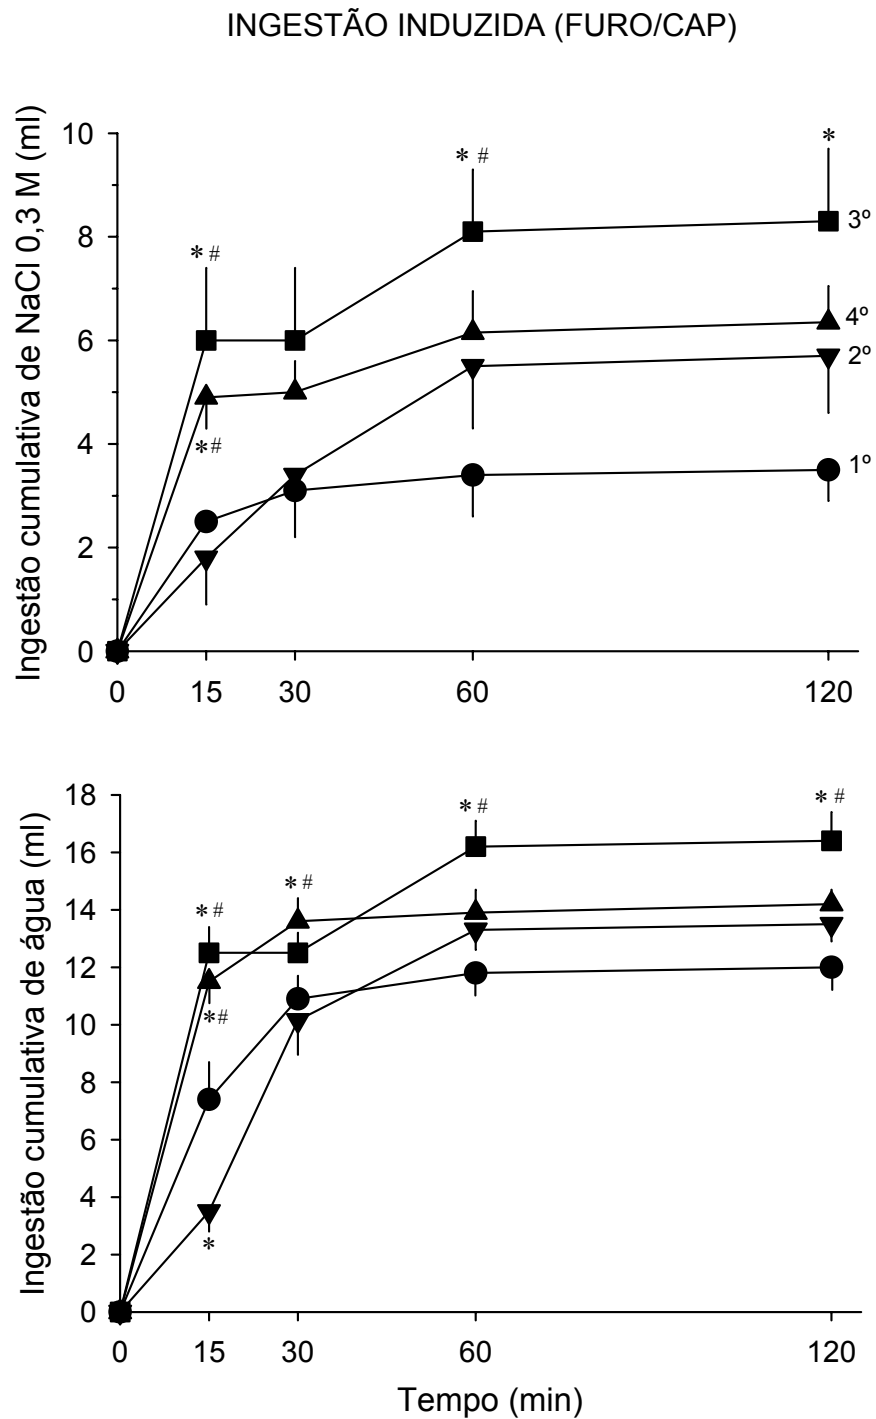 INGESTÃO INDUZIDA (FURO/CAP)
Ingestão cumulativa de NaCl 0,3 M (ml)
10
8
6
4
2
0
* #
* #
*
*#
3º
4º
2º
1º
0 15 30 60 120
Ingestão cumulativa de água (ml)
18
16
14
12
10
8
6
4
2
0
* #
* #
* #
* #
*#
*
0 15 30 60 120
Tempo (min)